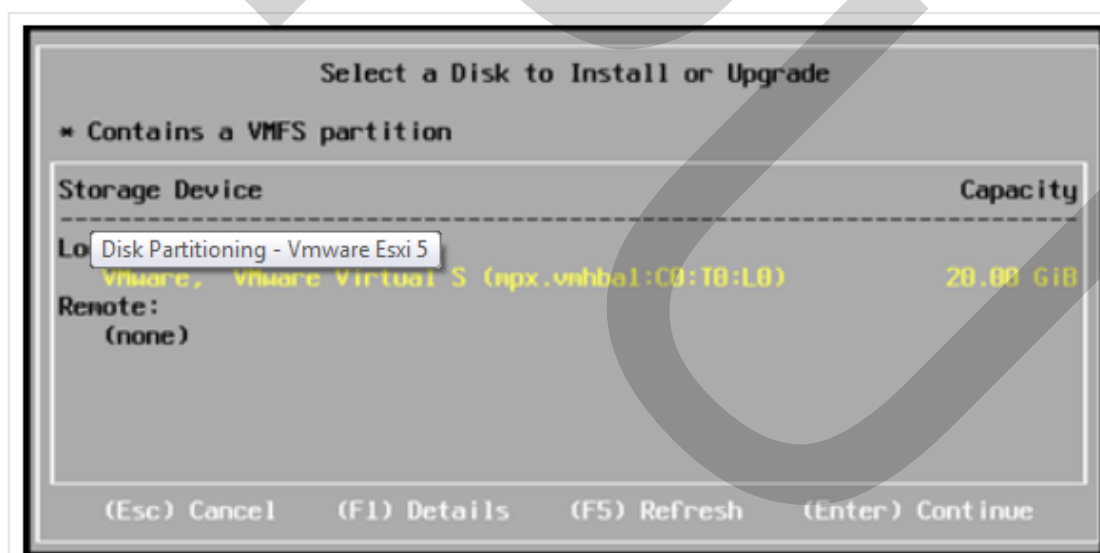 Select a Disk to Install or Upgrade
* Contains a VMFS partition
Storage Device Capacity
Lo
Disk Partitioning - Vmware Esxi 5
VMware, VMware Virtual S (mpx.vmhba1:C0:T0:L0) 20.00 GiB
Remote:
(none)
(Esc) Cancel (F1) Details (F5) Refresh (Enter) Continue